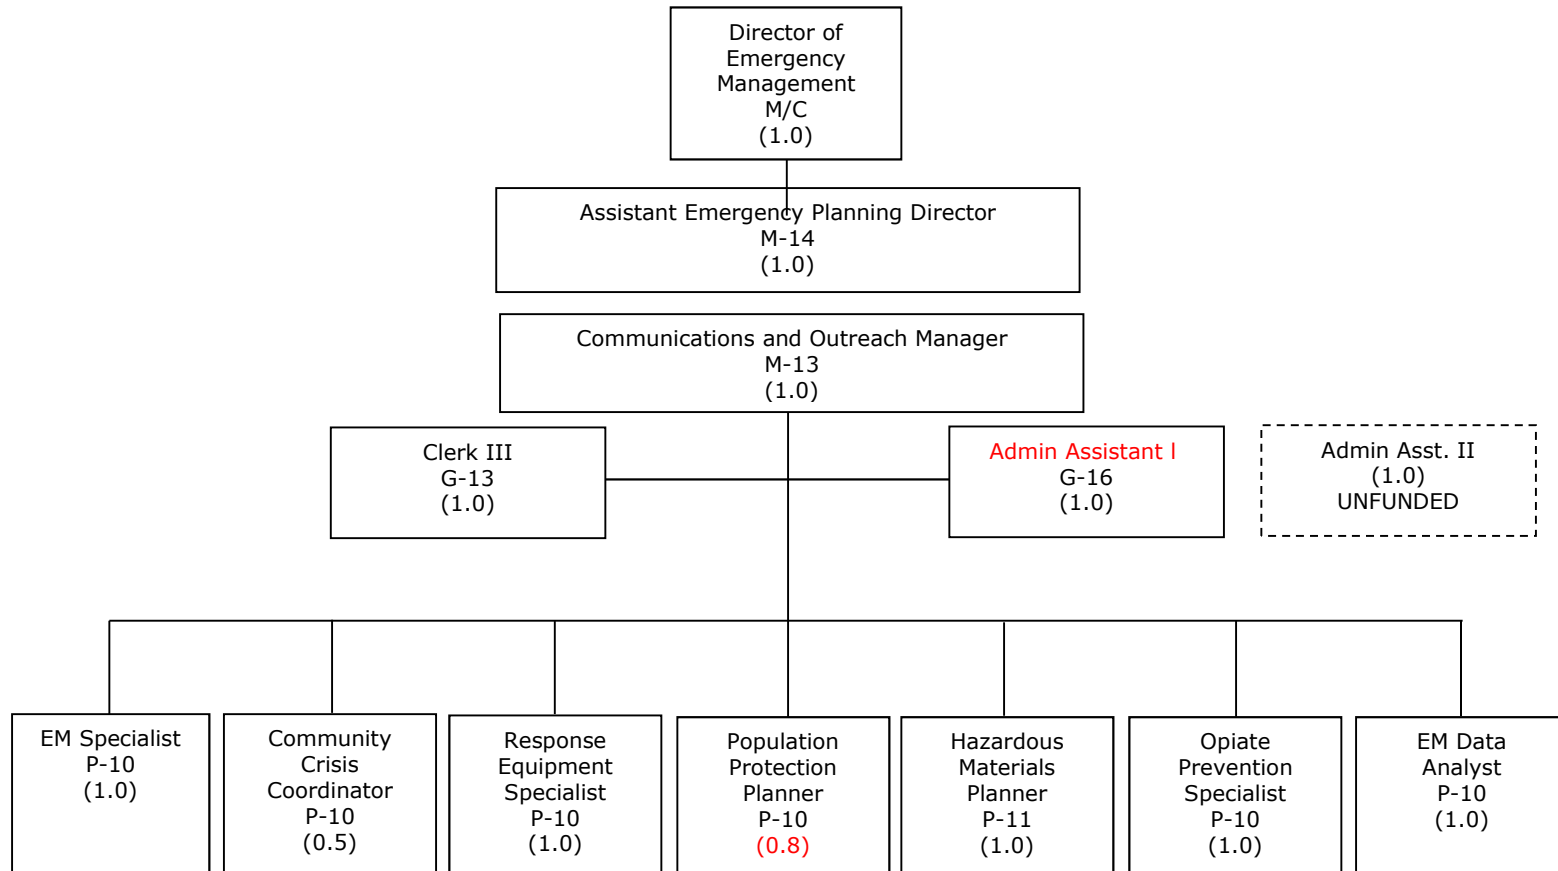 Director of
Emergency
Management
M/C
(1.0)
Assistant Emergency Planning Director
M-14
(1.0)
Communications and Outreach Manager
M-13
(1.0)
Clerk III
G-13
(1.0)
Admin Assistant l
G-16
(1.0)
Admin Asst. II
(1.0)
UNFUNDED
EM Specialist
P-10
(1.0)
Community
Crisis
Coordinator
P-10
(0.5)
Response
Equipment
Specialist
P-10
(1.0)
Population
Protection
Planner
P-10
(0.8)
Hazardous
Materials
Planner
P-11
(1.0)
Opiate
Prevention
Specialist
P-10
(1.0)
EM Data
Analyst
P-10
(1.0)